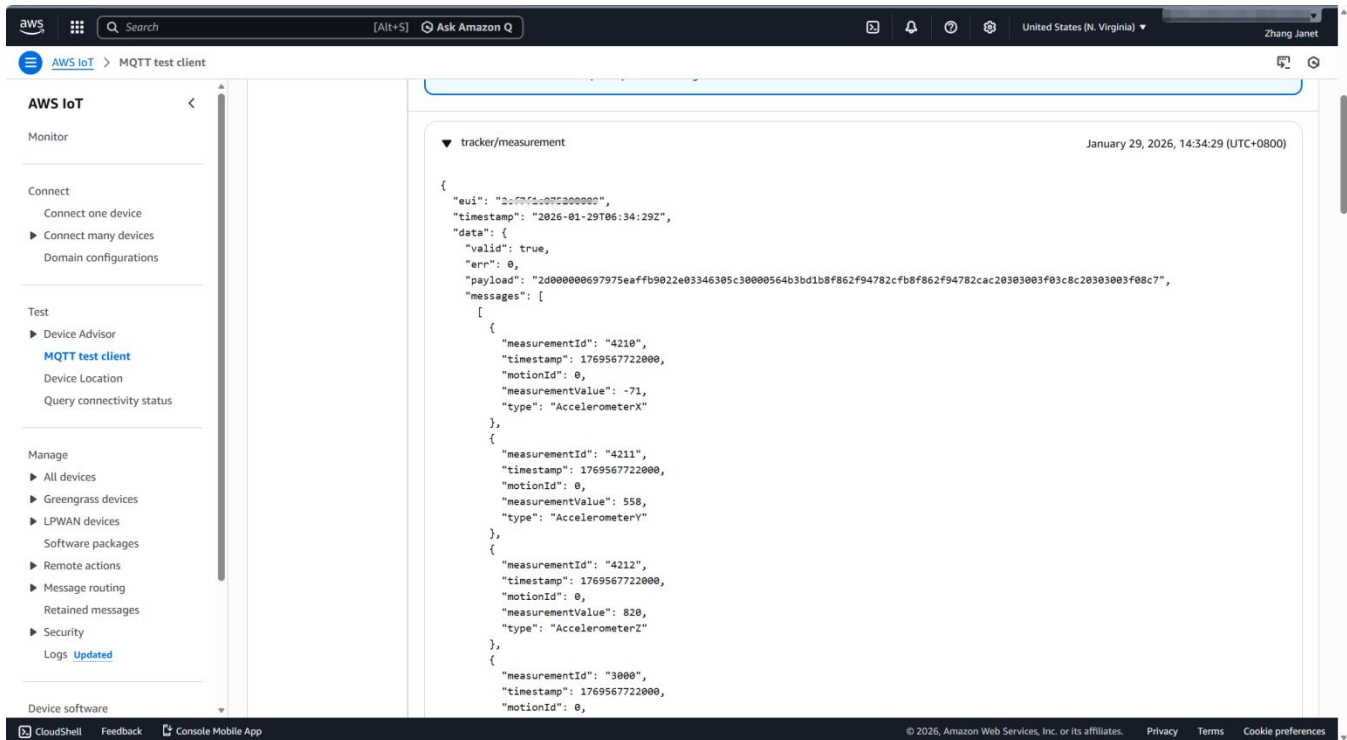 aws
Search
[Alt+S]
Ask Amazon Q
United States (N. Virginia)
Zhang Janet
AWS IoT > MQTT test client
AWS IoT
Monitor
Connect
Connect one device
Connect many devices
Domain configurations
Test
Device Advisor
MQTT test client
Device Location
Query connectivity status
Manage
All devices
Greengrass devices
LPWAN devices
Software packages
Remote actions
Message routing
Retained messages
Security
Logs Updated
Device software
tracker/measurement
January 29, 2026, 14:34:29 (UTC+0800)
{
"eui": "
",
"timestamp": "2026-01-29T06:34:29Z",
"data": {
"valid": true,
"err": 0,
"payload": "2d000000697975eaffb9022e03346305c30000564b3bd1b8f862f94782cfb8f862f94782cac20303003f03c8c20303003f08c7",
"messages": [
[
{
"measurementId": "4210",
"timestamp": 1769567722000,
"motionId": 0,
"measurementValue": -71,
"type": "AccelerometerX"
},
{
"measurementId": "4211",
"timestamp": 1769567722000,
"motionId": 0,
"measurementValue": 558,
"type": "AccelerometerY"
},
{
"measurementId": "4212",
"timestamp": 1769567722000,
"motionId": 0,
"measurementValue": 820,
"type": "AccelerometerZ"
},
{
"measurementId": "3000",
"timestamp": 1769567722000,
"motionId": 0,
CloudShell
Feedback
Console Mobile App
© 2026, Amazon Web Services, Inc. or its affiliates.
Privacy
Terms
Cookie preferences